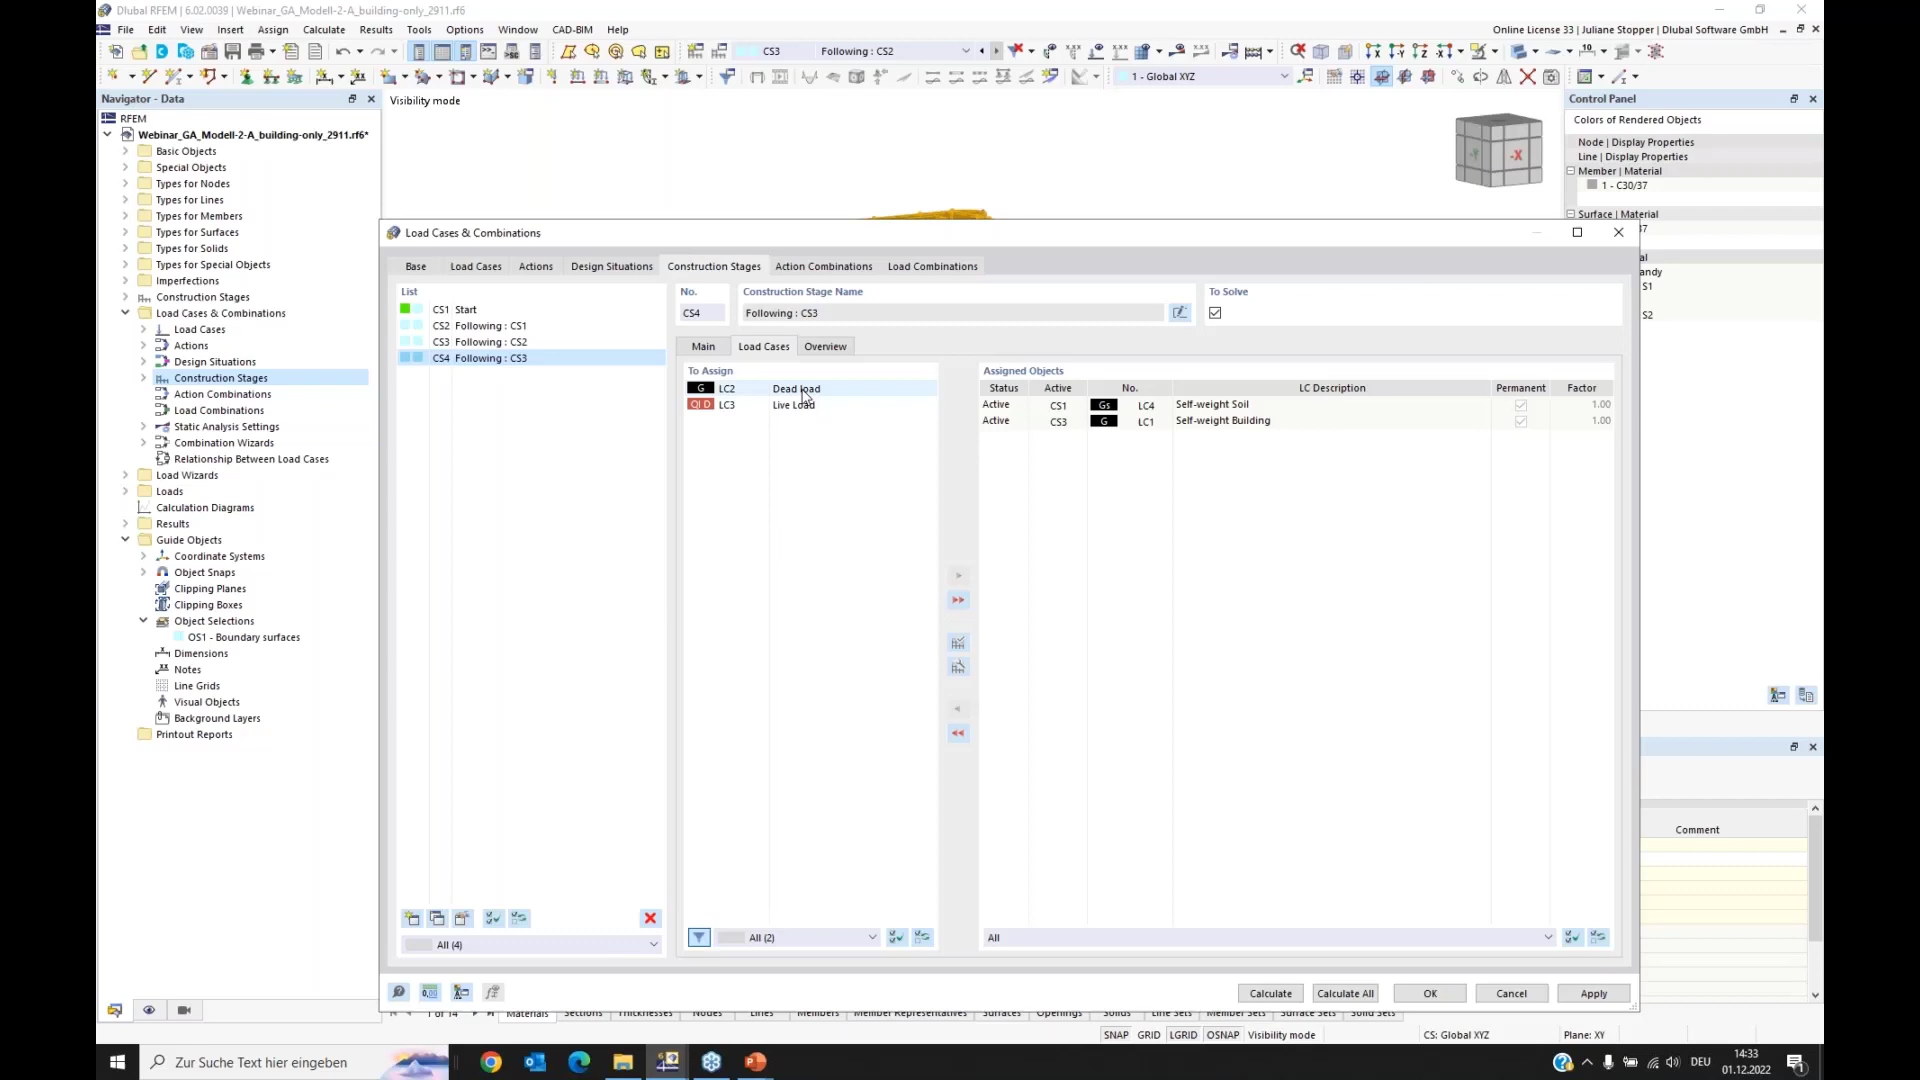 Dlubal RFEM | 6.02.0039 | Webinar_GA_Modell-2-A_building-only_2911.rf6
File Edit View Insert Assign Calculate Results Tools Options Window CAD-BIM Help
Online License 33 | Juliane Stopper | Dlubal Software GmbH
CS3 Following : CS2
1 - Global XYZ
Navigator - Data
Visibility mode
Control Panel
RFEM
Webinar_GA_Modell-2-A_building-only_2911.rf6*
Basic Objects
Special Objects
Types for Nodes
Types for Lines
Types for Members
Types for Surfaces
Types for Solids
Types for Special Objects
Imperfections
Construction Stages
Load Cases & Combinations
Load Cases
Actions
Design Situations
Construction Stages
Action Combinations
Load Combinations
Static Analysis Settings
Combination Wizards
Relationship Between Load Cases
Load Wizards
Loads
Calculation Diagrams
Results
Guide Objects
Coordinate Systems
Object Snaps
Clipping Planes
Clipping Boxes
Object Selections
OS1 - Boundary surfaces
Dimensions
Notes
Line Grids
Visual Objects
Background Layers
Printout Reports
Colors of Rendered Objects
Node | Display Properties
Line | Display Properties
Member | Material
1 - C30/37
Surface | Material
-X
Load Cases & Combinations
Base Load Cases Actions Design Situations Construction Stages Action Combinations Load Combinations
List
CS1 Start
CS2 Following : CS1
CS3 Following : CS2
CS4 Following : CS3
All (4)
No.
CS4
Construction Stage Name
Following : CS3
To Solve
Main Load Cases Overview
To Assign
G LC2 Dead load
QI D LC3 Live Load
All (2)
Assigned Objects
Status Active No. LC Description Permanent Factor
Active CS1 Gs LC4 Self-weight Soil 1.00
Active CS3 G LC1 Self-weight Building 1.00
All
Calculate Calculate All OK Cancel Apply
Comment
1 of 14 Materials Sections Thicknesses Nodes Lines Members Member Representatives Surfaces Openings Solids Line Sets Member Sets Surface Sets Solid Sets
SNAP GRID LGRID OSNAP Visibility mode CS: Global XYZ Plane: XY
Zur Suche Text hier eingeben
DEU
14:33
01.12.2022